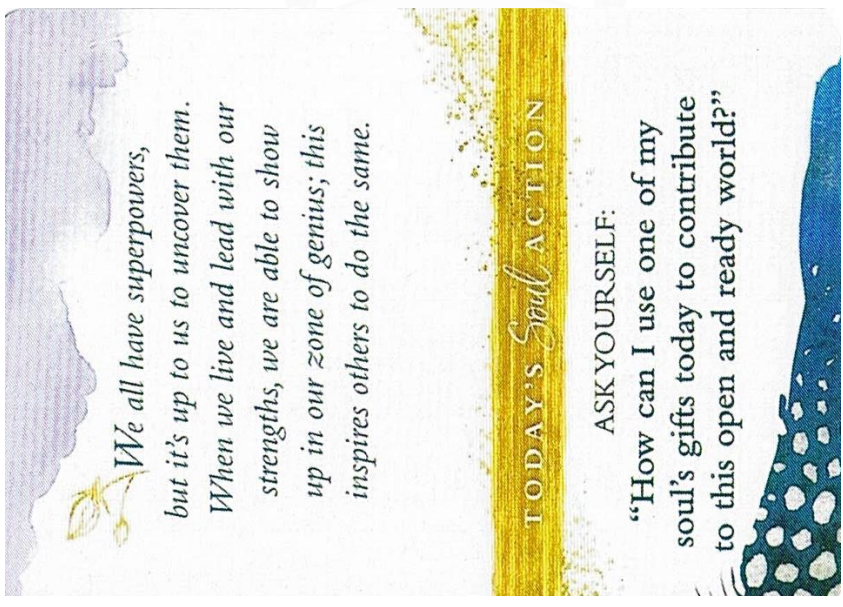 We all have superpowers,
but it's up to us to uncover them.
When we live and lead with our
strengths, we are able to show
up in our zone of genius; this
inspires others to do the same.
TODAY'S Soul ACTION
ASK YOURSELF:
“How can I use one of my
soul's gifts today to contribute
to this open and ready world?”